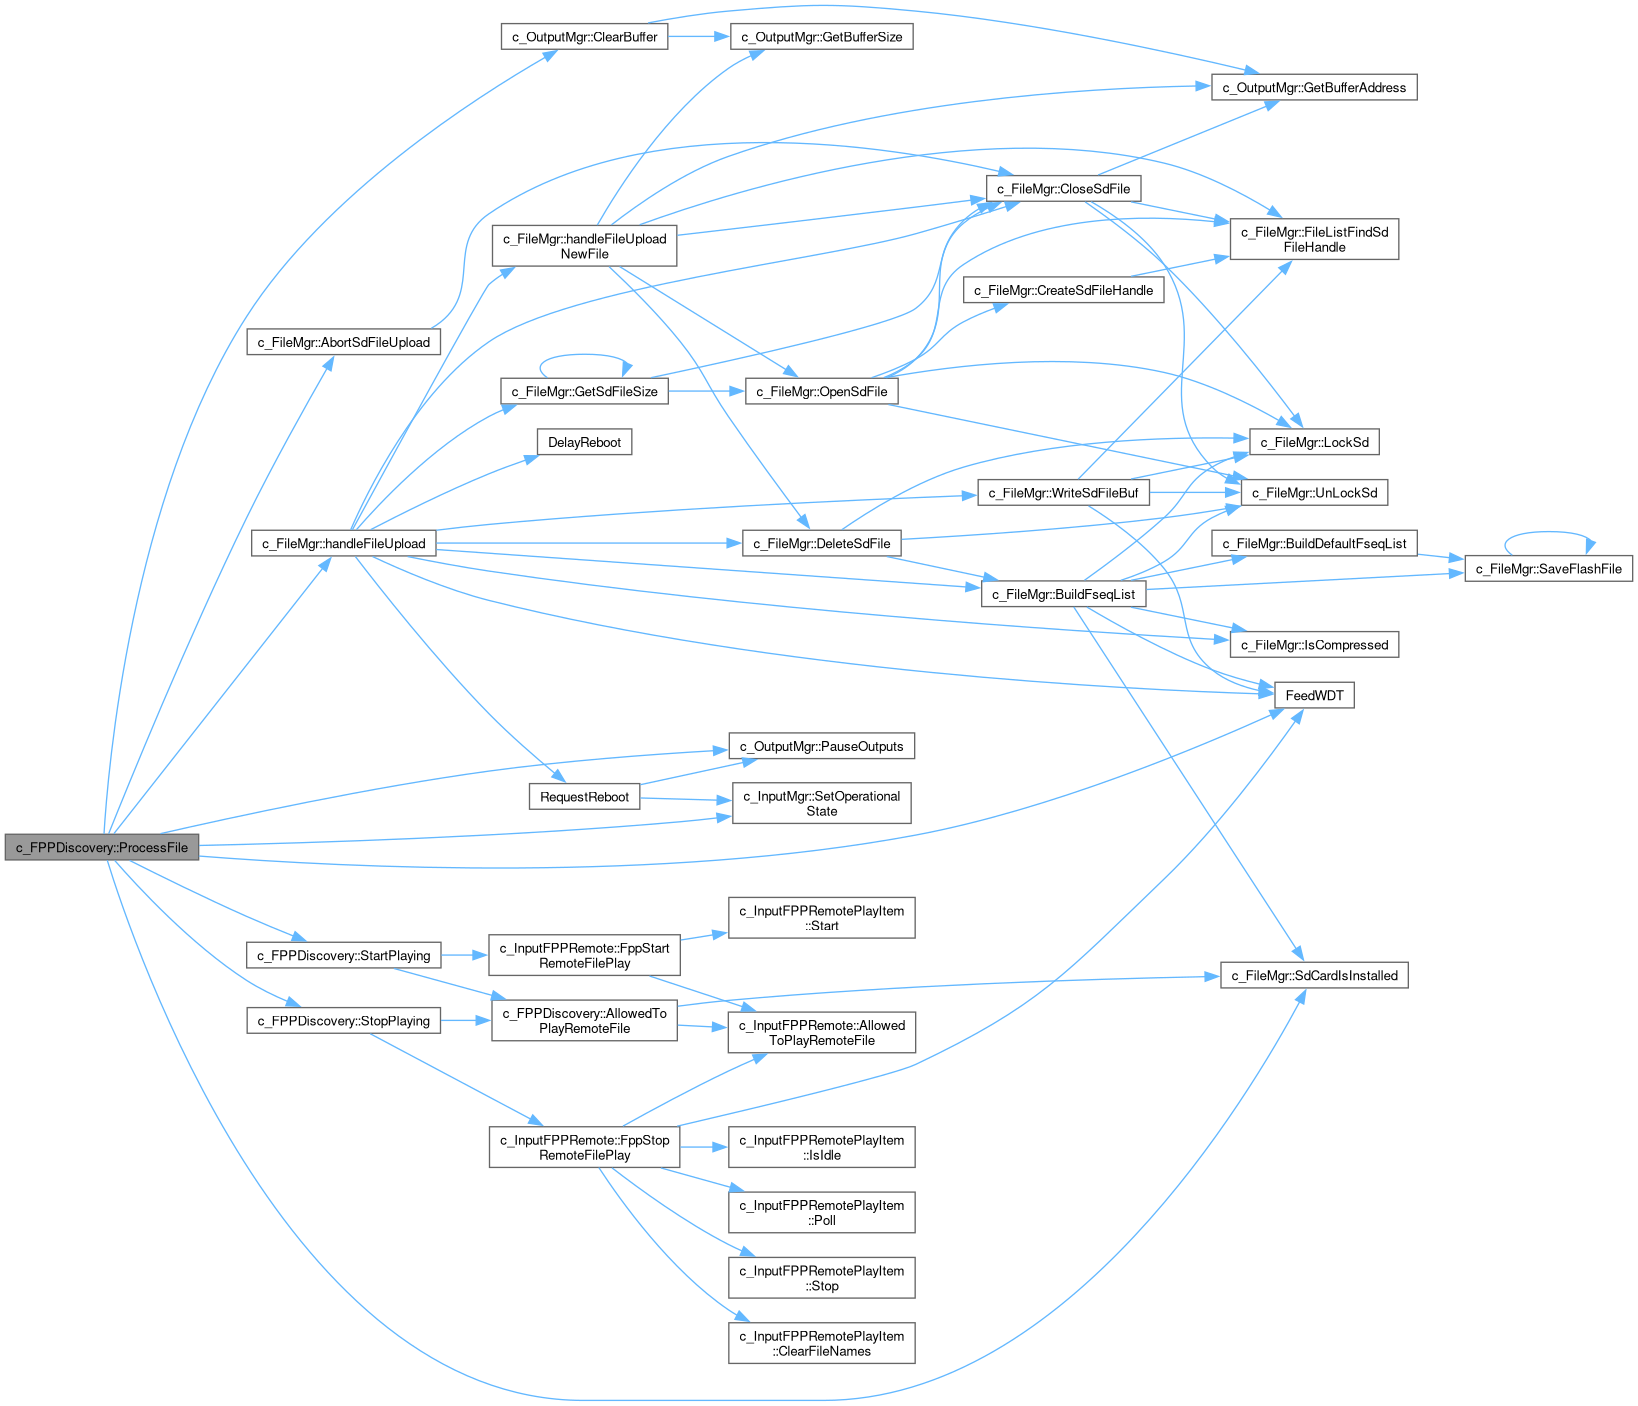 c_OutputMgr::ClearBuffer
c_OutputMgr::GetBufferSize
c_OutputMgr::GetBufferAddress
c_FileMgr::CloseSdFile
c_FileMgr::handleFileUpload
NewFile
c_FileMgr::FileListFindSd
FileHandle
c_FileMgr::CreateSdFileHandle
c_FileMgr::AbortSdFileUpload
c_FileMgr::GetSdFileSize
c_FileMgr::OpenSdFile
DelayReboot
c_FileMgr::LockSd
c_FileMgr::WriteSdFileBuf
c_FileMgr::UnLockSd
c_FileMgr::handleFileUpload
c_FileMgr::DeleteSdFile
c_FileMgr::BuildDefaultFseqList
c_FileMgr::SaveFlashFile
c_FileMgr::BuildFseqList
c_FileMgr::IsCompressed
FeedWDT
c_OutputMgr::PauseOutputs
RequestReboot
c_InputMgr::SetOperational
State
c_FPPDiscovery::ProcessFile
c_InputFPPRemotePlayItem
::Start
c_FPPDiscovery::StartPlaying
c_InputFPPRemote::FppStart
RemoteFilePlay
c_FileMgr::SdCardIsInstalled
c_FPPDiscovery::StopPlaying
c_FPPDiscovery::AllowedTo
PlayRemoteFile
c_InputFPPRemote::Allowed
ToPlayRemoteFile
c_InputFPPRemote::FppStop
RemoteFilePlay
c_InputFPPRemotePlayItem
::IsIdle
c_InputFPPRemotePlayItem
::Poll
c_InputFPPRemotePlayItem
::Stop
c_InputFPPRemotePlayItem
::ClearFileNames